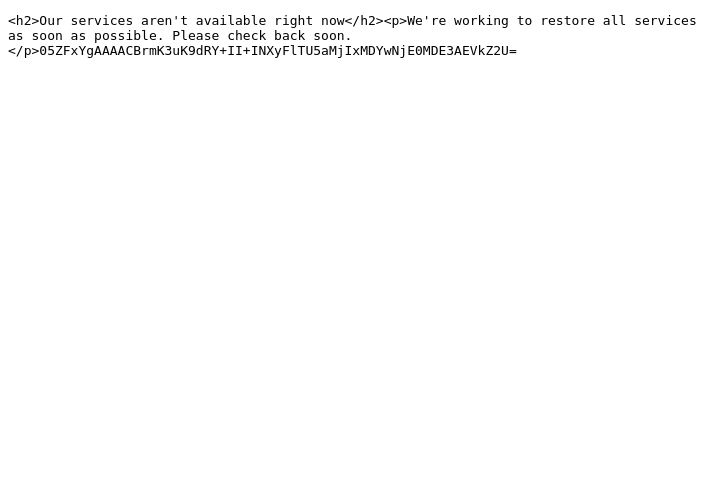 <h2>Our services aren't available right now</h2><p>We're working to restore all services
as soon as possible. Please check back soon.
</p>05ZFxYgAAAACBrmK3uK9dRY+II+INXyFlTU5aMjIxMDYwNjE0MDE3AEVkZ2U=